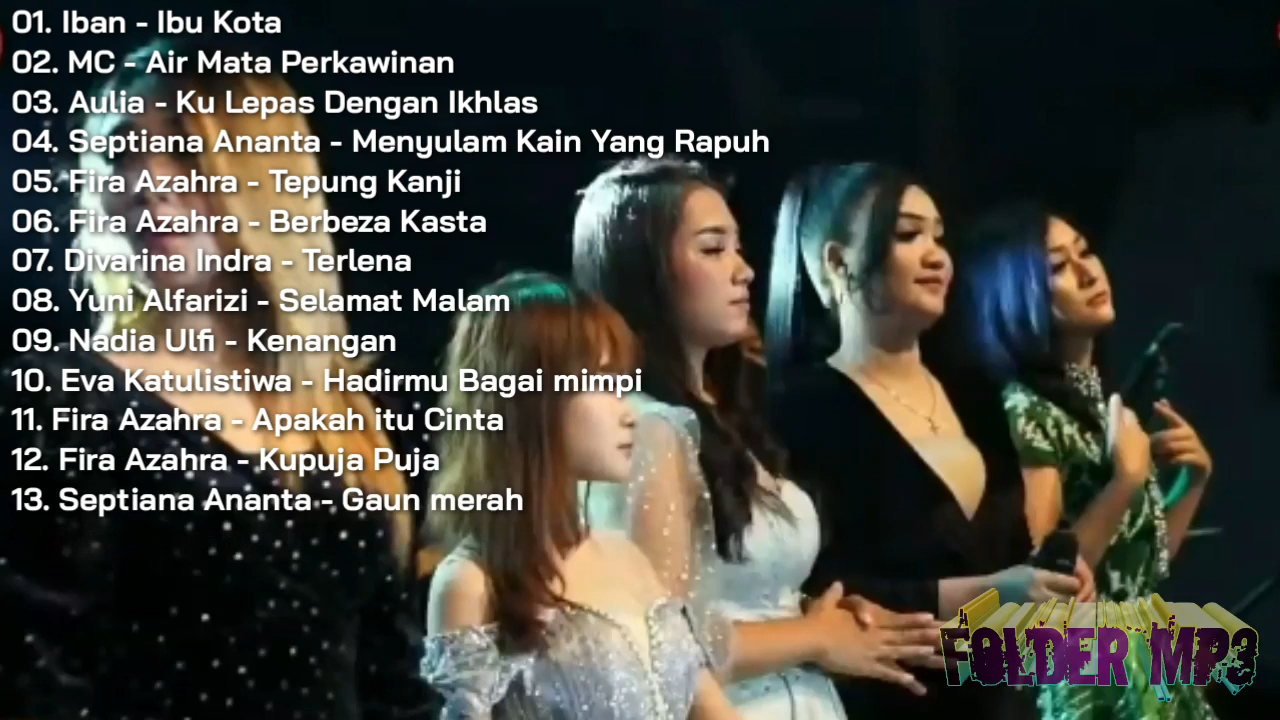 01. Iban - Ibu Kota
02. MC - Air Mata Perkawinan
03. Aulia - Ku Lepas Dengan Ikhlas
04. Septiana Ananta - Menyulam Kain Yang Rapuh
05. Fira Azahra - Tepung Kanji
06. Fira Azahra - Berbeza Kasta
07. Divarina Indra - Terlena
08. Yuni Alfarizi - Selamat Malam
09. Nadia Ulfi - Kenangan
10. Eva Katulistiwa - Hadirmu Bagai mimpi
11. Fira Azahra - Apakah itu Cinta
12. Fira Azahra - Kupuja Puja
13. Septiana Ananta - Gaun merah
FOLDER MP3